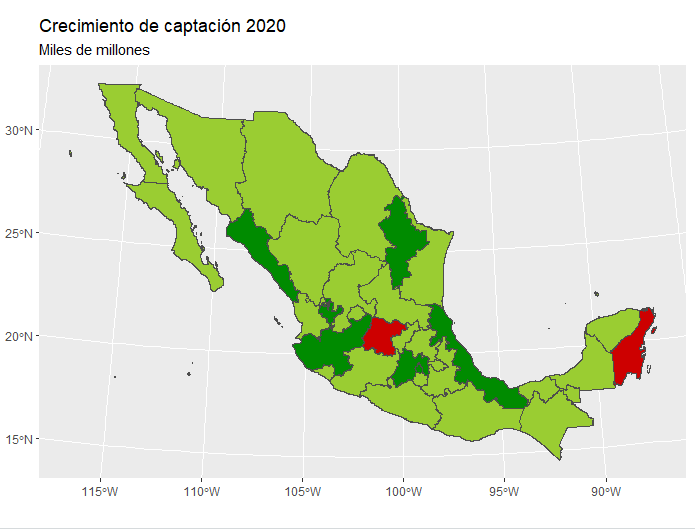 Crecimiento de captación 2020
Miles de millones
30°N
25°N
20°N
15°N
115°W
110°W
105°W
100°W
95°W
90°W